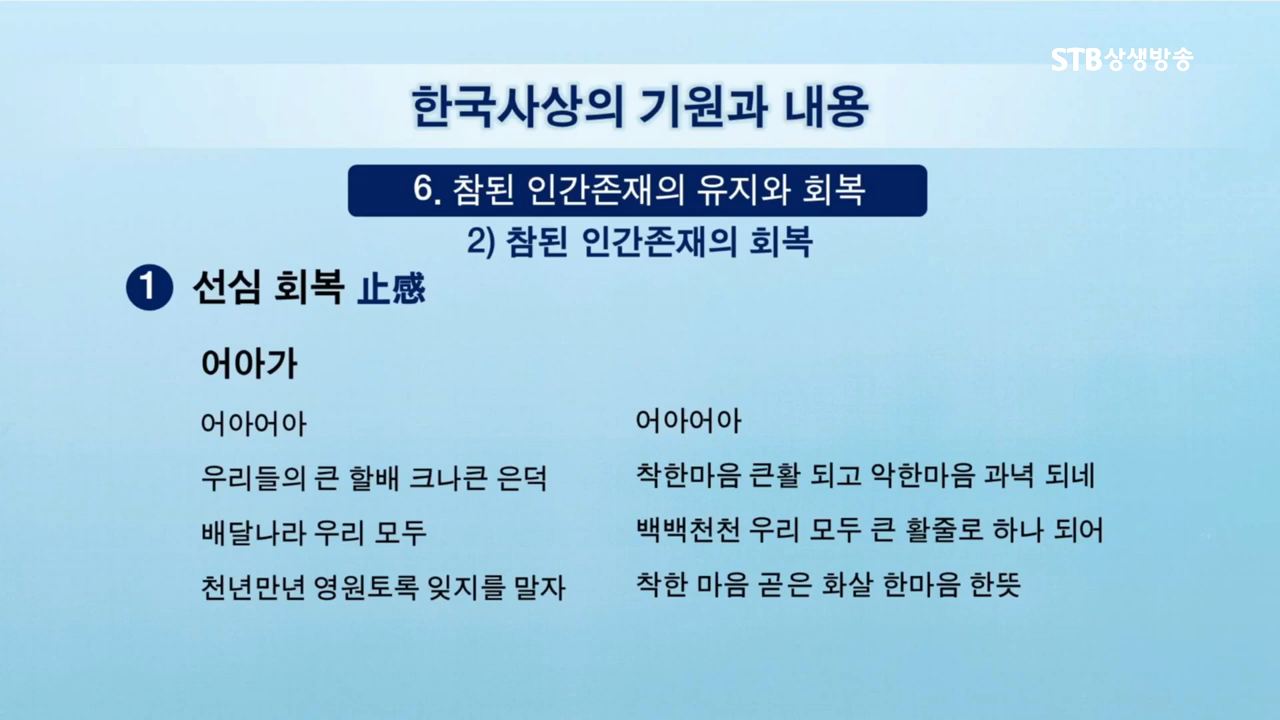 STB상생방송
한국사상의 기원과 내용
6. 참된 인간존재의 유지와 회복
2) 참된 인간존재의 회복
1 선심 회복 止感
어아가
어아어아
우리들의 큰 할배 크나큰 은덕
배달나라 우리 모두
천년만년 영원토록 잊지를 말자
어아어아
착한마음 큰활 되고 악한마음 과녁 되네
백백천천 우리 모두 큰 활줄로 하나 되어
착한 마음 곧은 화살 한마음 한뜻